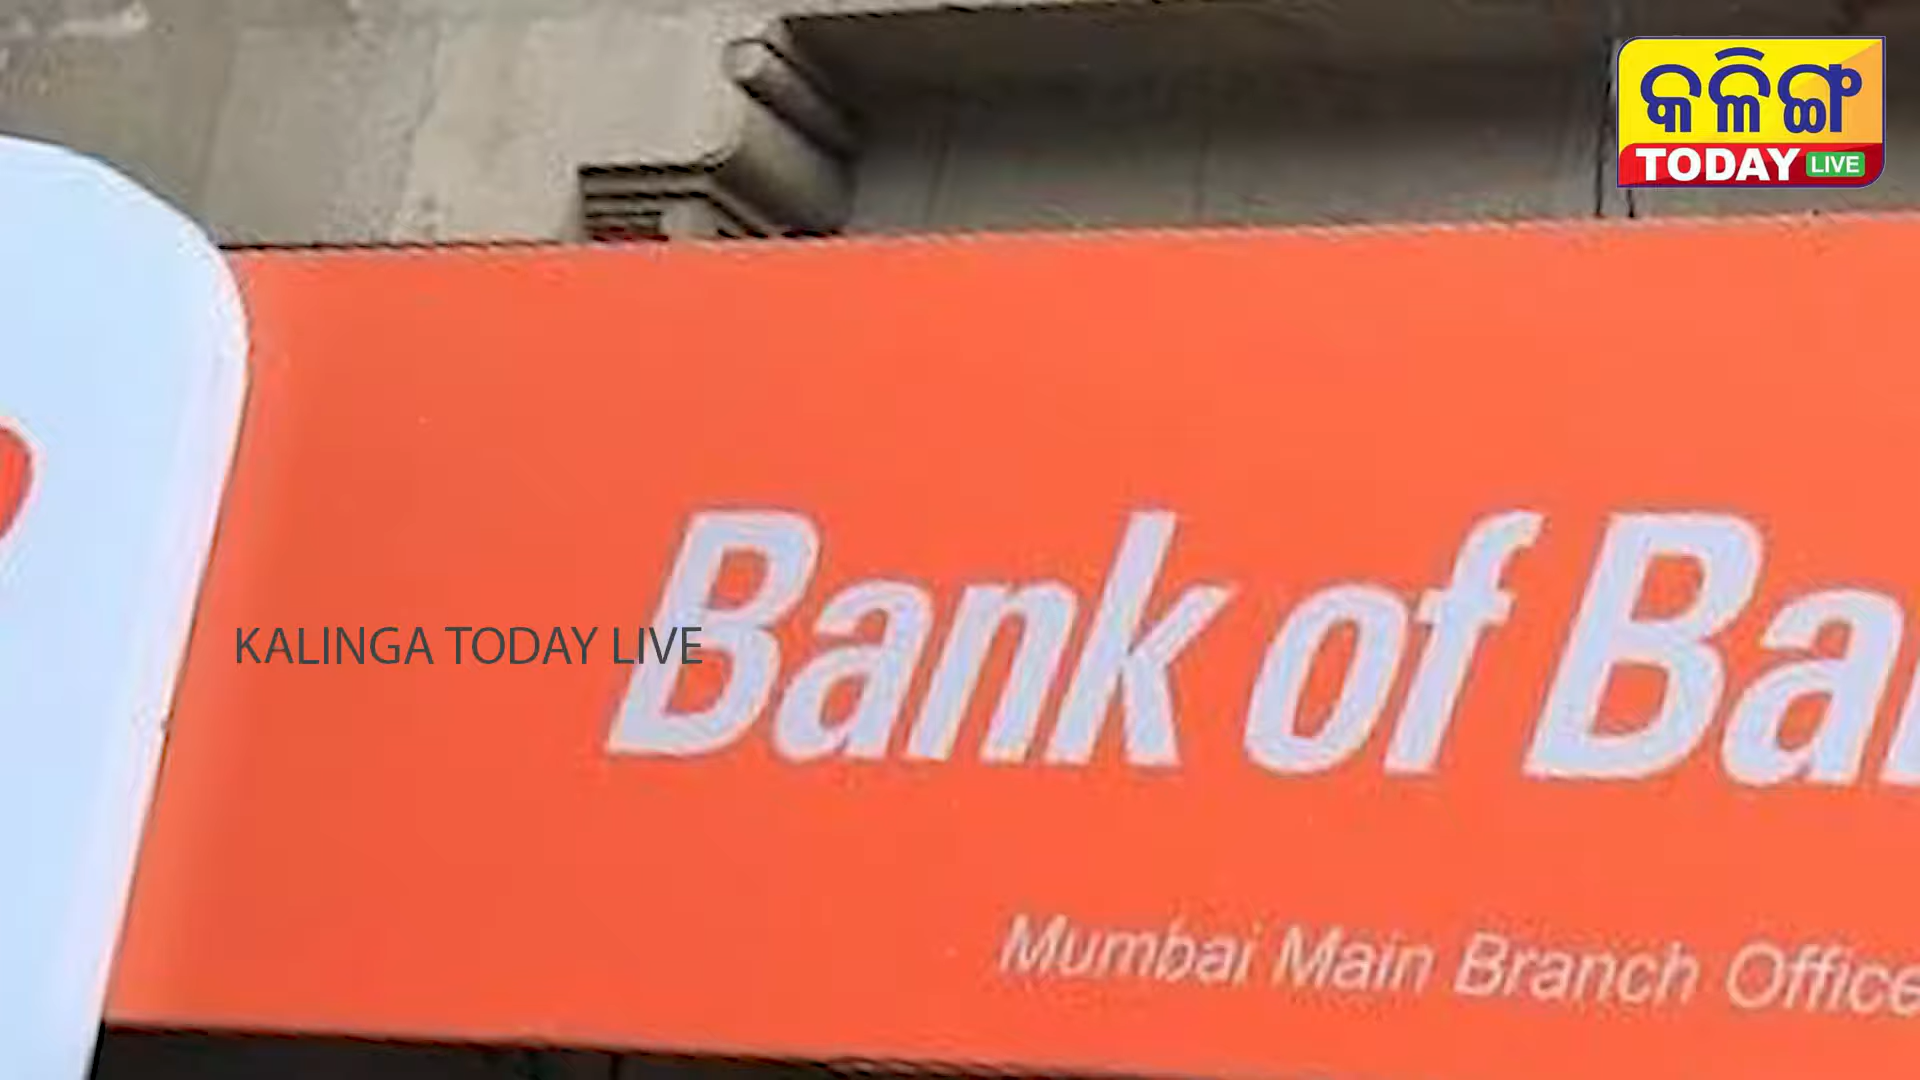 କଳିଙ୍ଗ
TODAY LIVE
Bank of Ba
KALINGA TODAY LIVE
Mumbai Main Branch Office